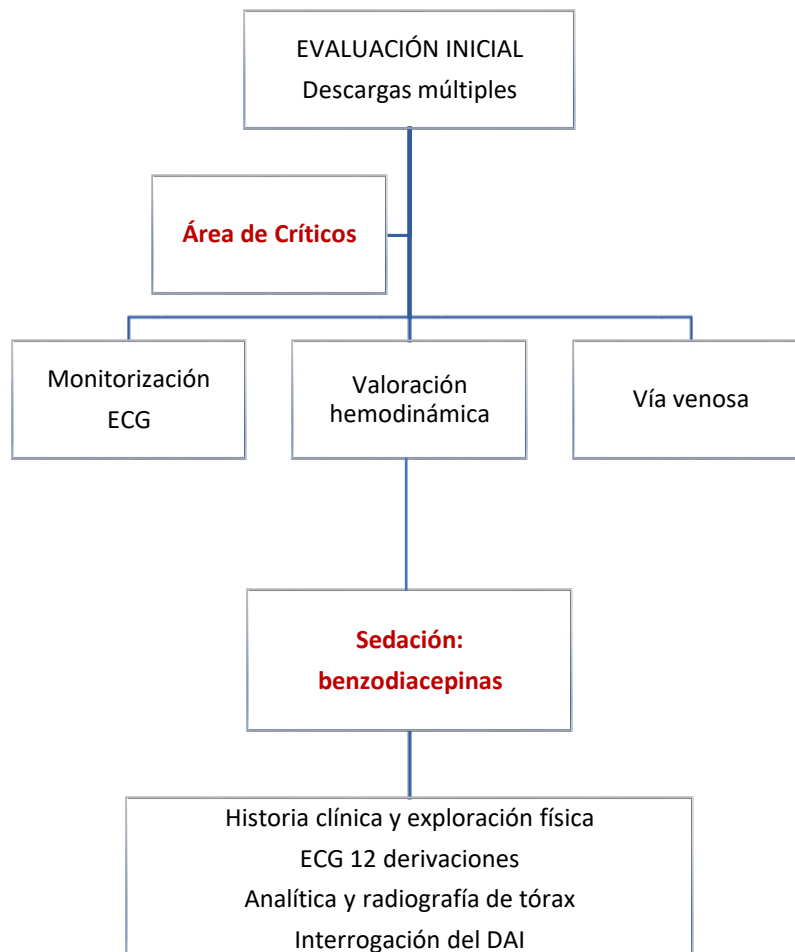 EVALUACIÓN INICIAL
Descargas múltiples
Área de Críticos
Monitorización
ECG
Valoración
hemodinámica
Vía venosa
Sedación:
benzodiacepinas
Historia clínica y exploración física
ECG 12 derivaciones
Analítica y radiografía de tórax
Interrogación del DAI